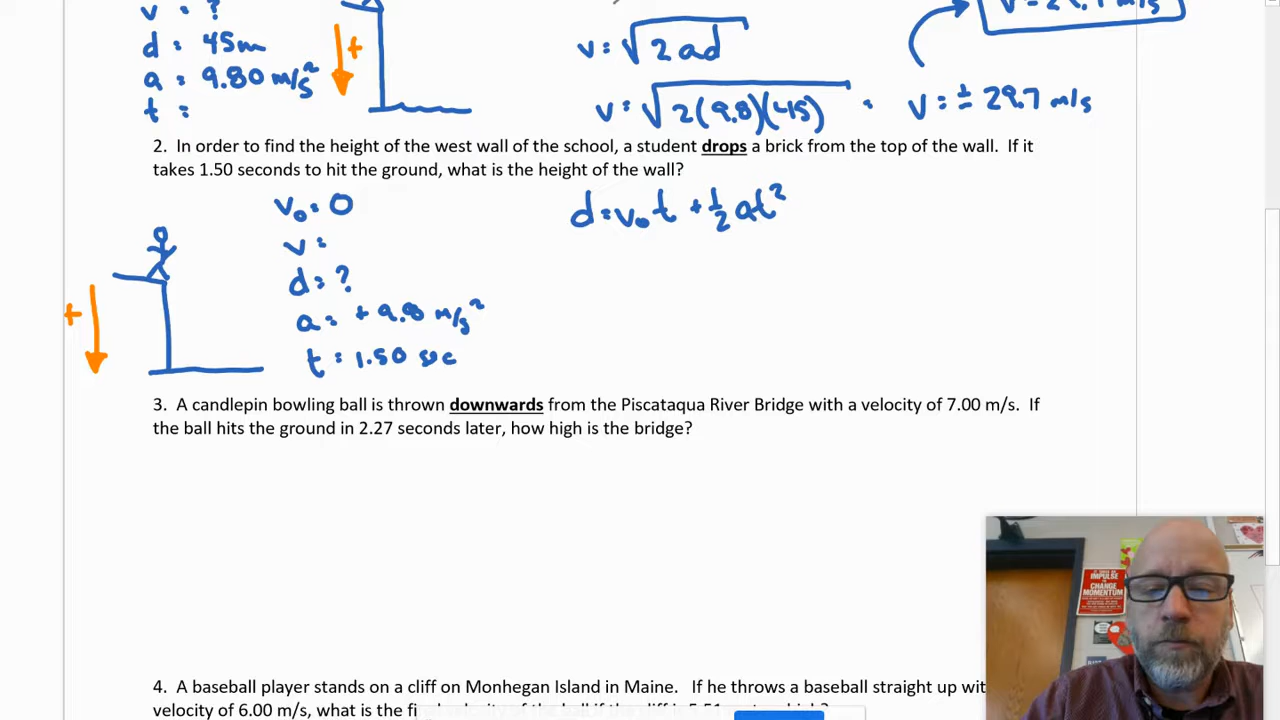 v = ?
d = 45m
a = 9.80 m/s²
t =
+
v = √2ad
v = √2(9.8)(45) = v = ± 29.7 m/s
2. In order to find the height of the west wall of the school, a student drops a brick from the top of the wall. If it
takes 1.50 seconds to hit the ground, what is the height of the wall?
v₀ = 0
v =
d = ?
a = + 9.8 m/s²
t = 1.50 sec
+
d = v₀t + ½at²
3. A candlepin bowling ball is thrown downwards from the Piscataqua River Bridge with a velocity of 7.00 m/s. If
the ball hits the ground in 2.27 seconds later, how high is the bridge?
IMPULSE
CHANGE
MOMENTUM
4. A baseball player stands on a cliff on Monhegan Island in Maine. If he throws a baseball straight up
velocity of 6.00 m/s, what is the